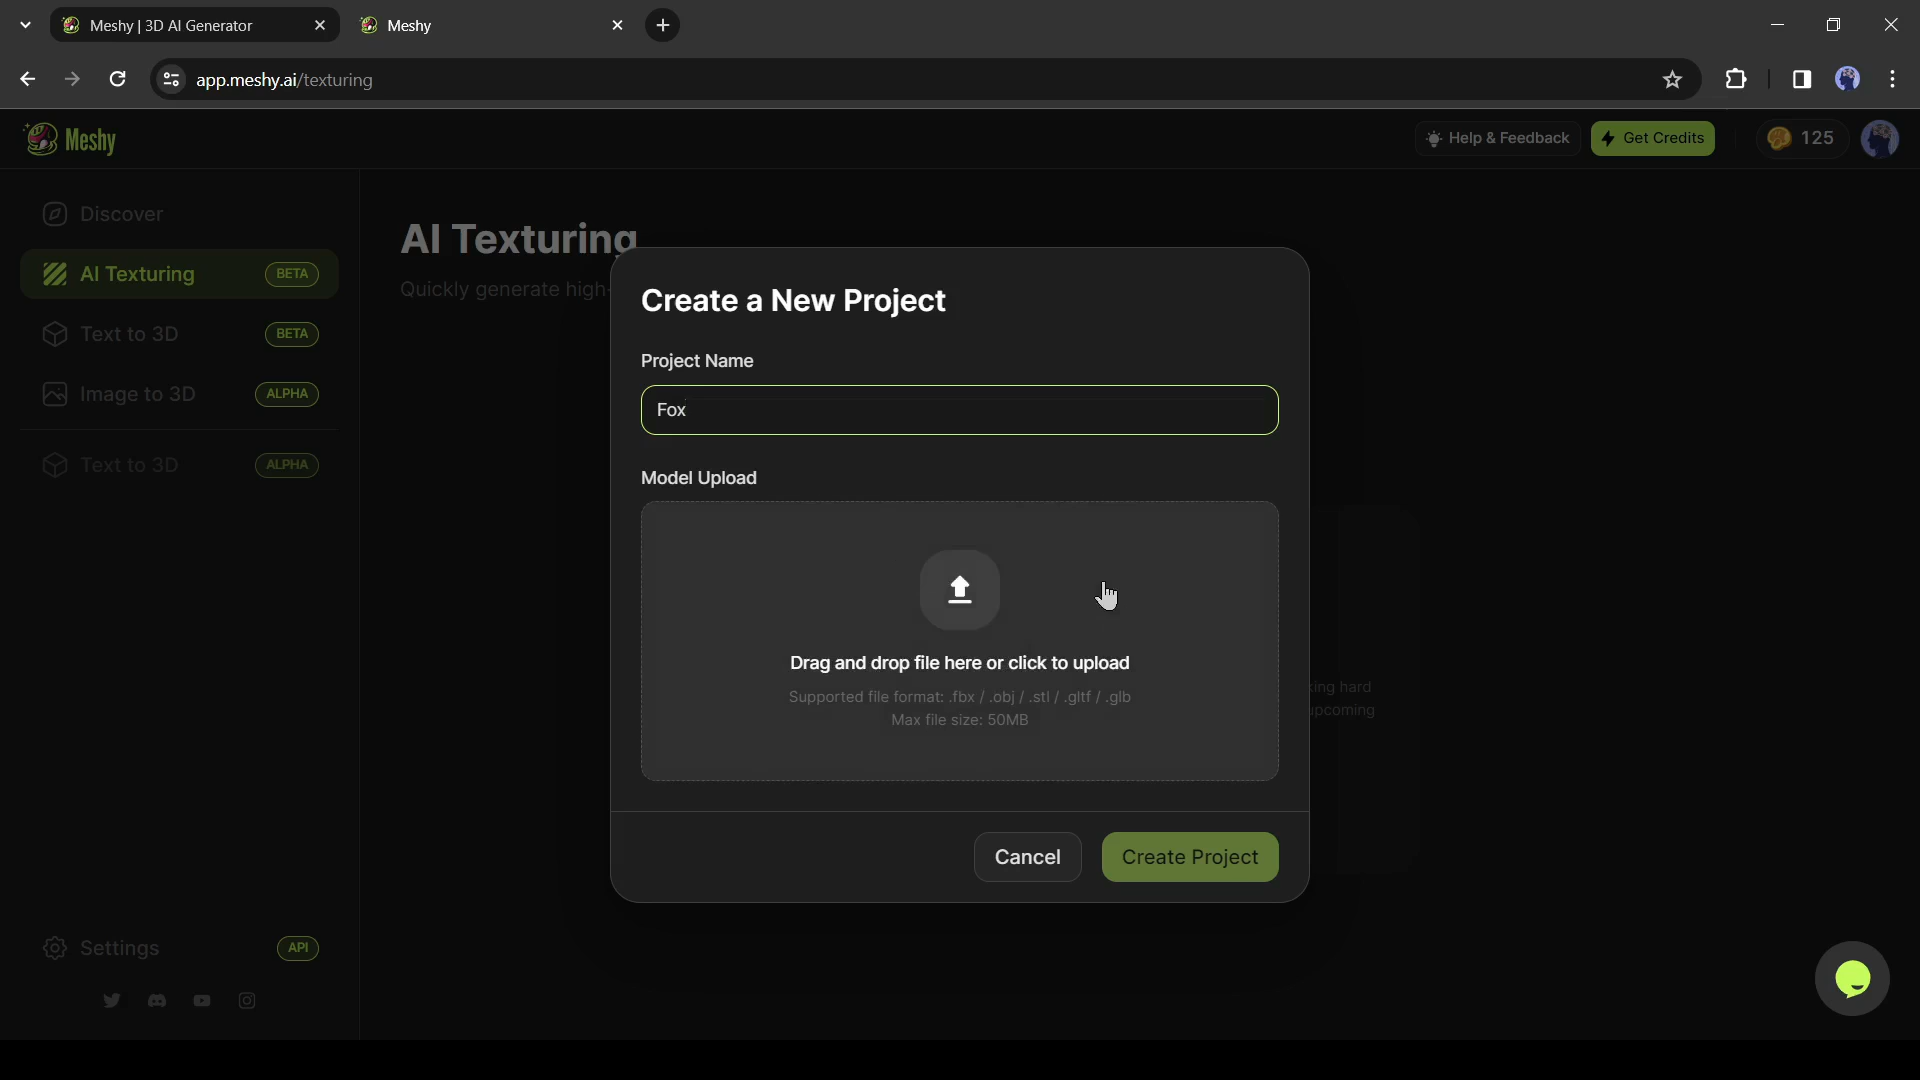 Meshy | 3D AI Generator
Meshy
app.meshy.ai/texturing
Meshy
Help & Feedback
Get Credits
125
Discover
AI Texturing BETA
Text to 3D BETA
Image to 3D ALPHA
Text to 3D ALPHA
Settings API
AI Texturing
Quickly generate high-
Create a New Project
Project Name
Fox
Model Upload
Drag and drop file here or click to upload
Supported file format: .fbx / .obj / .stl / .gltf / .glb
Max file size: 50MB
hard
Cancel
Create Project